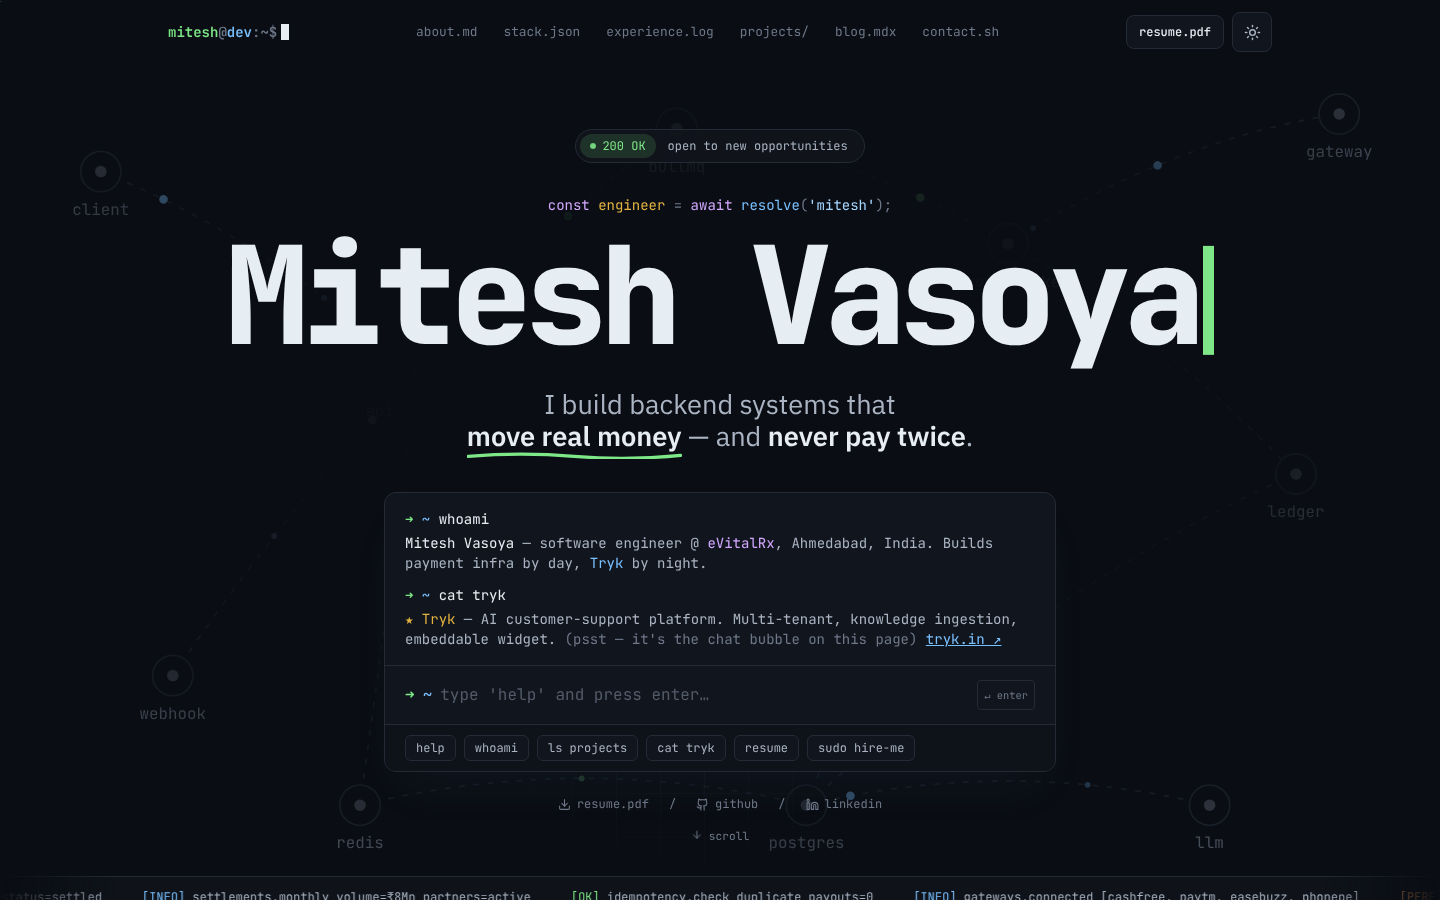 mitesh@dev:~$
about.md stack.json experience.log projects/ blog.mdx contact.sh
resume.pdf
200 OK open to new opportunities
bullmq
gateway
client
const engineer = await resolve('mitesh');
Mitesh Vasoya
I build backend systems that
move real money — and never pay twice.
ledger
➜ ~ whoami
Mitesh Vasoya — software engineer @ eVitalRx, Ahmedabad, India. Builds
payment infra by day, Tryk by night.
➜ ~ cat tryk
★ Tryk — AI customer-support platform. Multi-tenant, knowledge ingestion,
embeddable widget. (psst — it's the chat bubble on this page) tryk.in ↗
➜ ~ type 'help' and press enter…
↵ enter
webhook
help whoami ls projects cat tryk resume sudo hire-me
resume.pdf / github / linkedin
scroll
redis
postgres
llm
[INFO] settlements.monthly volume=₹8Mn partners=active [OK] idempotency.check duplicate_payouts=0 [INFO] gateways.connected [cashfree, paytm, easebuzz, phonepe]